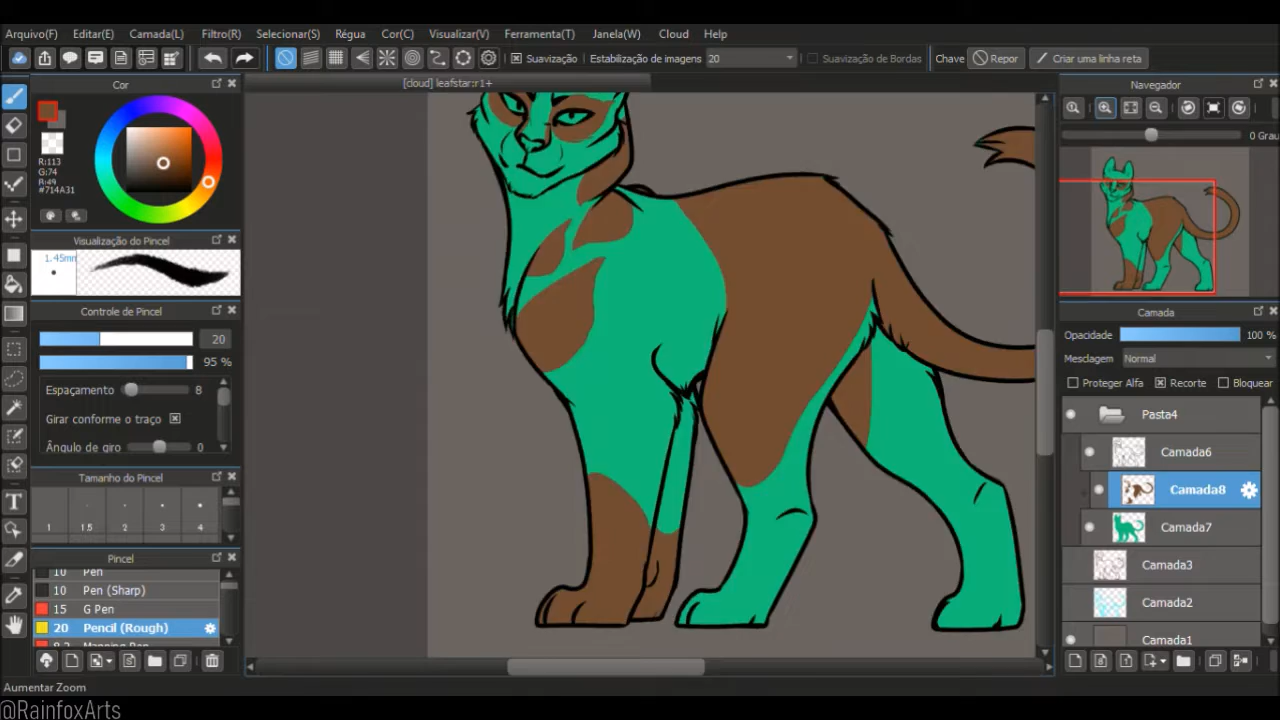 Arquivo(F) Editar(E) Camada(L) Filtro(R) Selecionar(S) Régua Cor(C) Visualizar(V) Ferramenta(T) Janela(W) Cloud Help
Suavização Estabilização de imagens 20 Suavização de Bordas Chave Repor Criar uma linha reta
[cloud] leafstar:r1+
Cor
R:113
G:74
B:49
#714A31
Visualização do Pincel
1.45mm
Controle de Pincel
20
95 %
Espaçamento 8
Girar conforme o traço
Ângulo de giro 0
Tamanho do Pincel
1 1.5 2 3 4
Pincel
10 Pen
10 Pen (Sharp)
15 G Pen
20 Pencil (Rough)
Mapping Pen
Aumentar Zoom
@RainfoxArts
Navegador
0 Grau
Camada
Opacidade 100 %
Mesclagem Normal
Proteger Alfa Recorte Bloquear
Pasta4
Camada6
Camada8
Camada7
Camada3
Camada2
Camada1